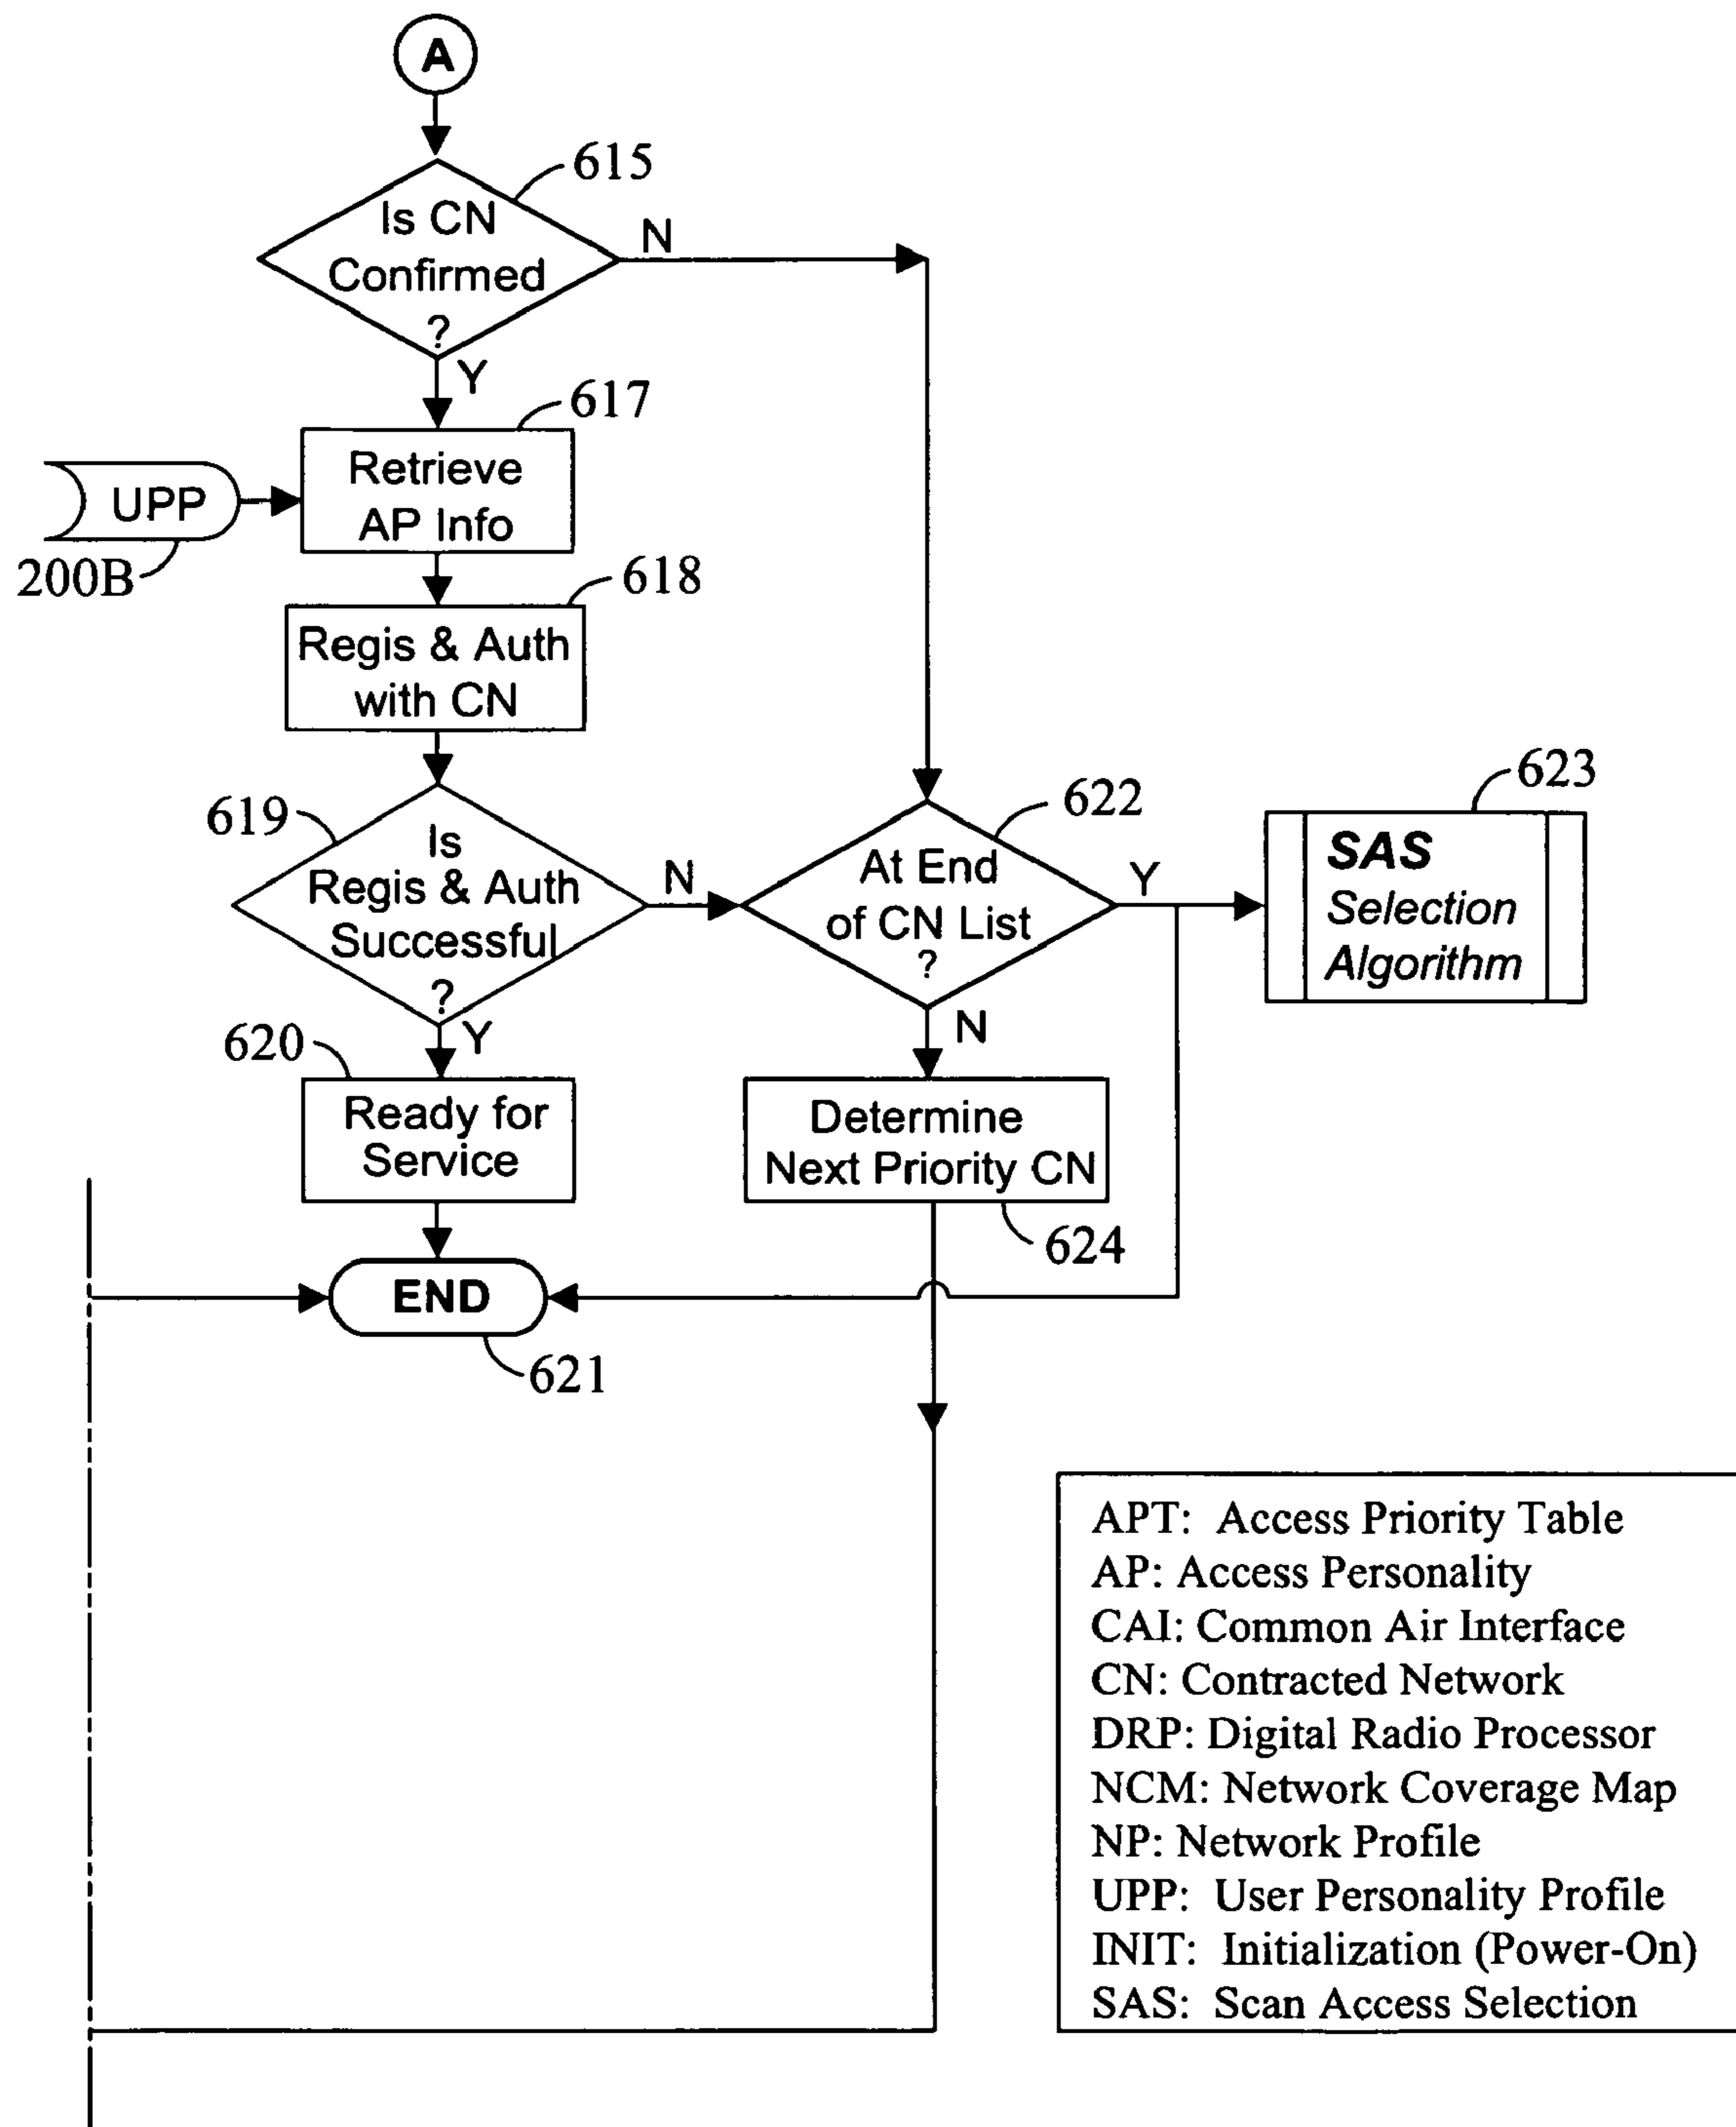 A
615
Is CN
Confirmed
?
N
Y
617
Retrieve
AP Info
UPP
200B
618
Regis & Auth
with CN
619
Is
Regis & Auth
Successful
?
N
Y
622
At End
of CN List
?
Y
N
623
SAS
Selection
Algorithm
620
Ready for
Service
Determine
Next Priority CN
624
END
621
APT: Access Priority Table
AP: Access Personality
CAI: Common Air Interface
CN: Contracted Network
DRP: Digital Radio Processor
NCM: Network Coverage Map
NP: Network Profile
UPP: User Personality Profile
INIT: Initialization (Power-On)
SAS: Scan Access Selection